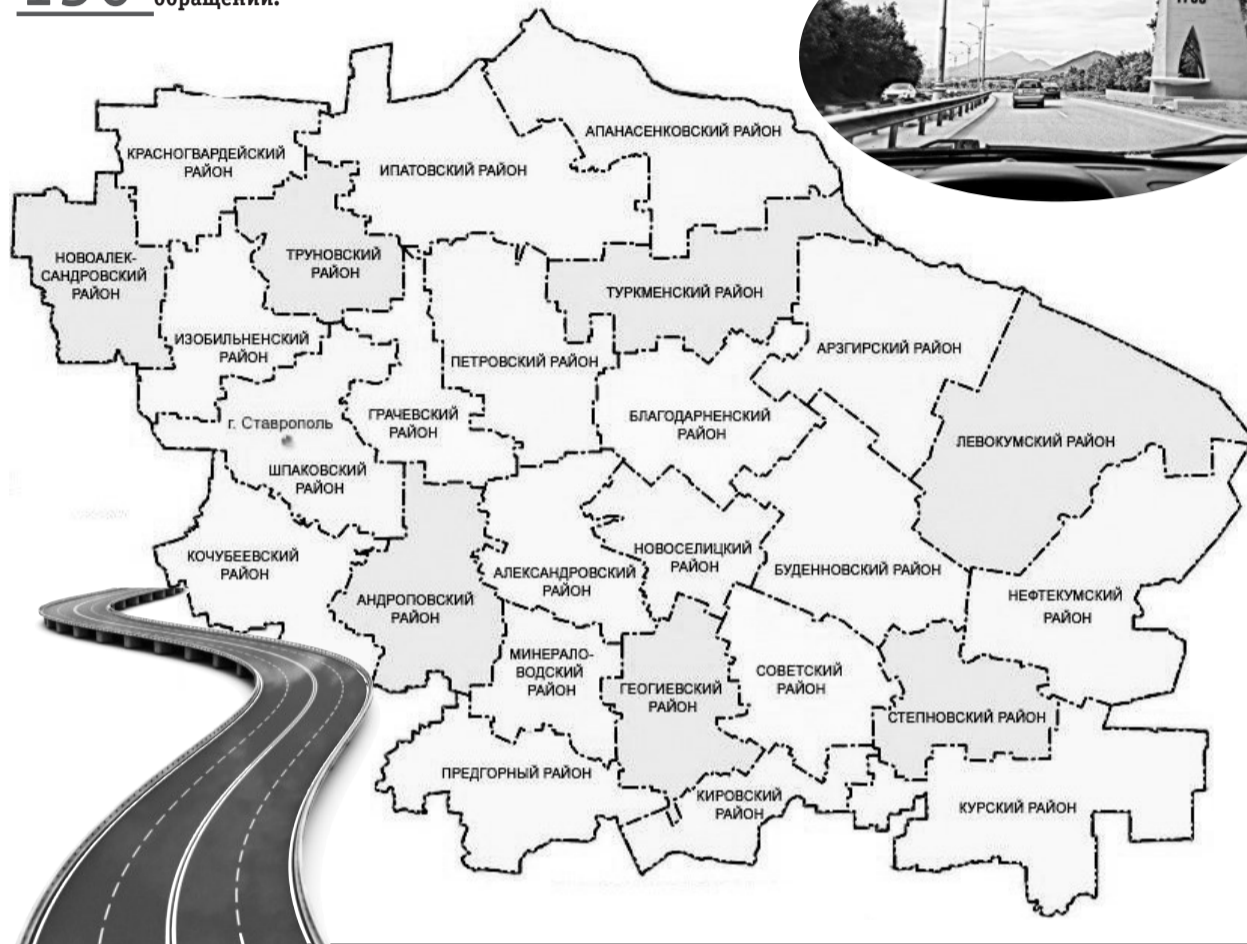 обращений.
АПАНАСЕНКОВСКИЙ РАЙОН
КРАСНОГВАРДЕЙСКИЙ
РАЙОН
ИПАТОВСКИЙ РАЙОН
НОВОАЛЕК-
САНДРОВСКИЙ
РАЙОН
ТРУНОВСКИЙ
РАЙОН
ТУРКМЕНСКИЙ РАЙОН
ИЗОБИЛЬНЕНСКИЙ
РАЙОН
ПЕТРОВСКИЙ РАЙОН
АРЗГИРСКИЙ РАЙОН
г. Ставрополь
ГРАЧЕВСКИЙ
РАЙОН
БЛАГОДАРНЕНСКИЙ
РАЙОН
ЛЕВОКУМСКИЙ РАЙОН
ШПАКОВСКИЙ
РАЙОН
КОЧУБЕЕВСКИЙ
РАЙОН
АНДРОПОВСКИЙ
РАЙОН
АЛЕКСАНДРОВСКИЙ
РАЙОН
НОВОСЕЛИЦКИЙ
РАЙОН
БУДЕННОВСКИЙ РАЙОН
НЕФТЕКУМСКИЙ
РАЙОН
МИНЕРАЛО-
ВОДСКИЙ
РАЙОН
ГЕОГИЕВСКИЙ
РАЙОН
СОВЕТСКИЙ
РАЙОН
СТЕПНОВСКИЙ РАЙОН
ПРЕДГОРНЫЙ РАЙОН
КИРОВСКИЙ
РАЙОН
КУРСКИЙ РАЙОН